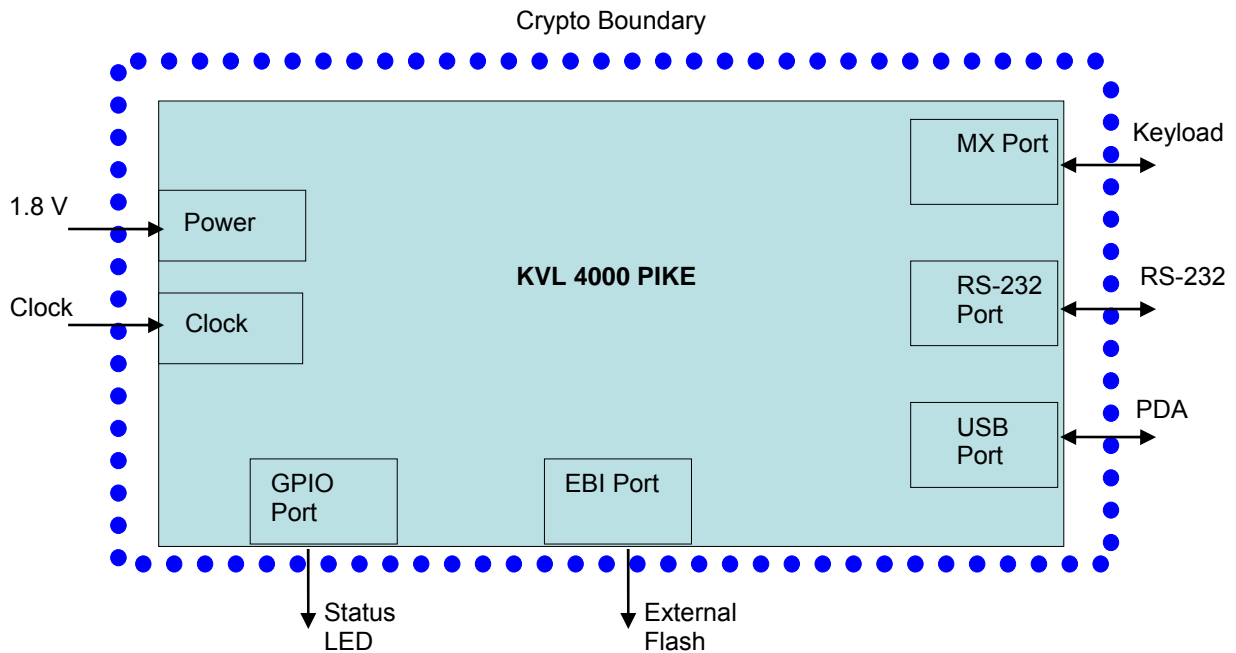 Crypto Boundary
MX Port
Keyload
1.8 V
Power
KVL 4000 PIKE
RS-232
Port
RS-232
Clock
Clock
USB
Port
PDA
GPIO
Port
EBI Port
Status
LED
External
Flash